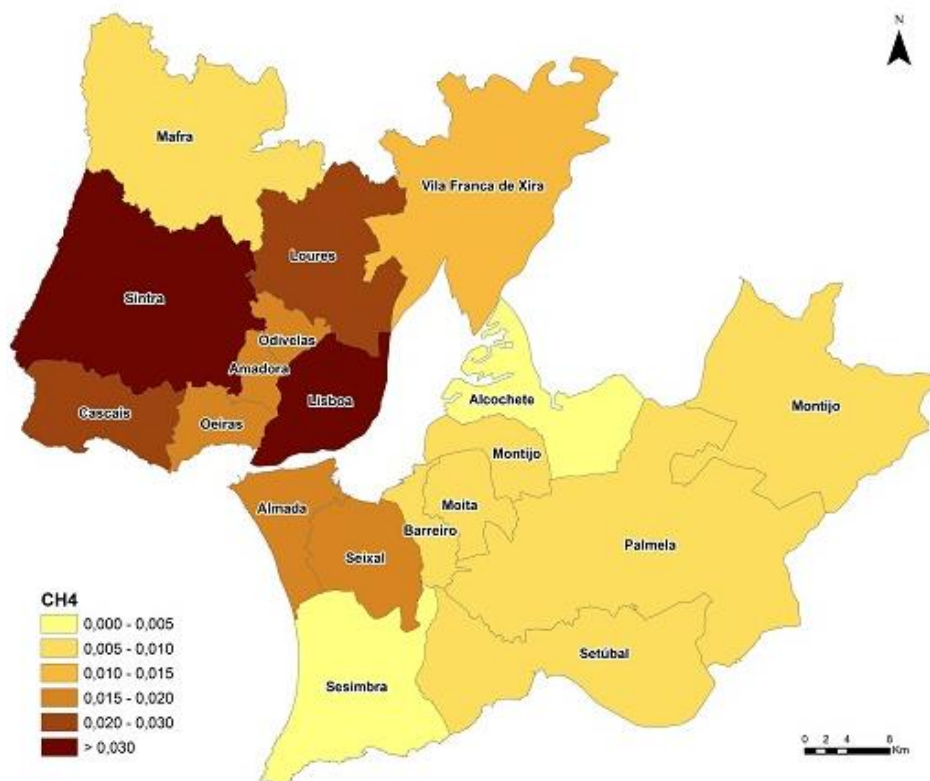 N
Mafra
Vila Franca de Xira
Loures
Sintra
Odivelas
Amadora
Lisboa
Alcochete
Cascais
Oeiras
Montijo
Montijo
Almada
Moita
Barreiro
Seixal
Palmela
Setúbal
Sesimbra
CH4
0,000 - 0,005
0,005 - 0,010
0,010 - 0,015
0,015 - 0,020
0,020 - 0,030
> 0,030
0 2 4 8
Km